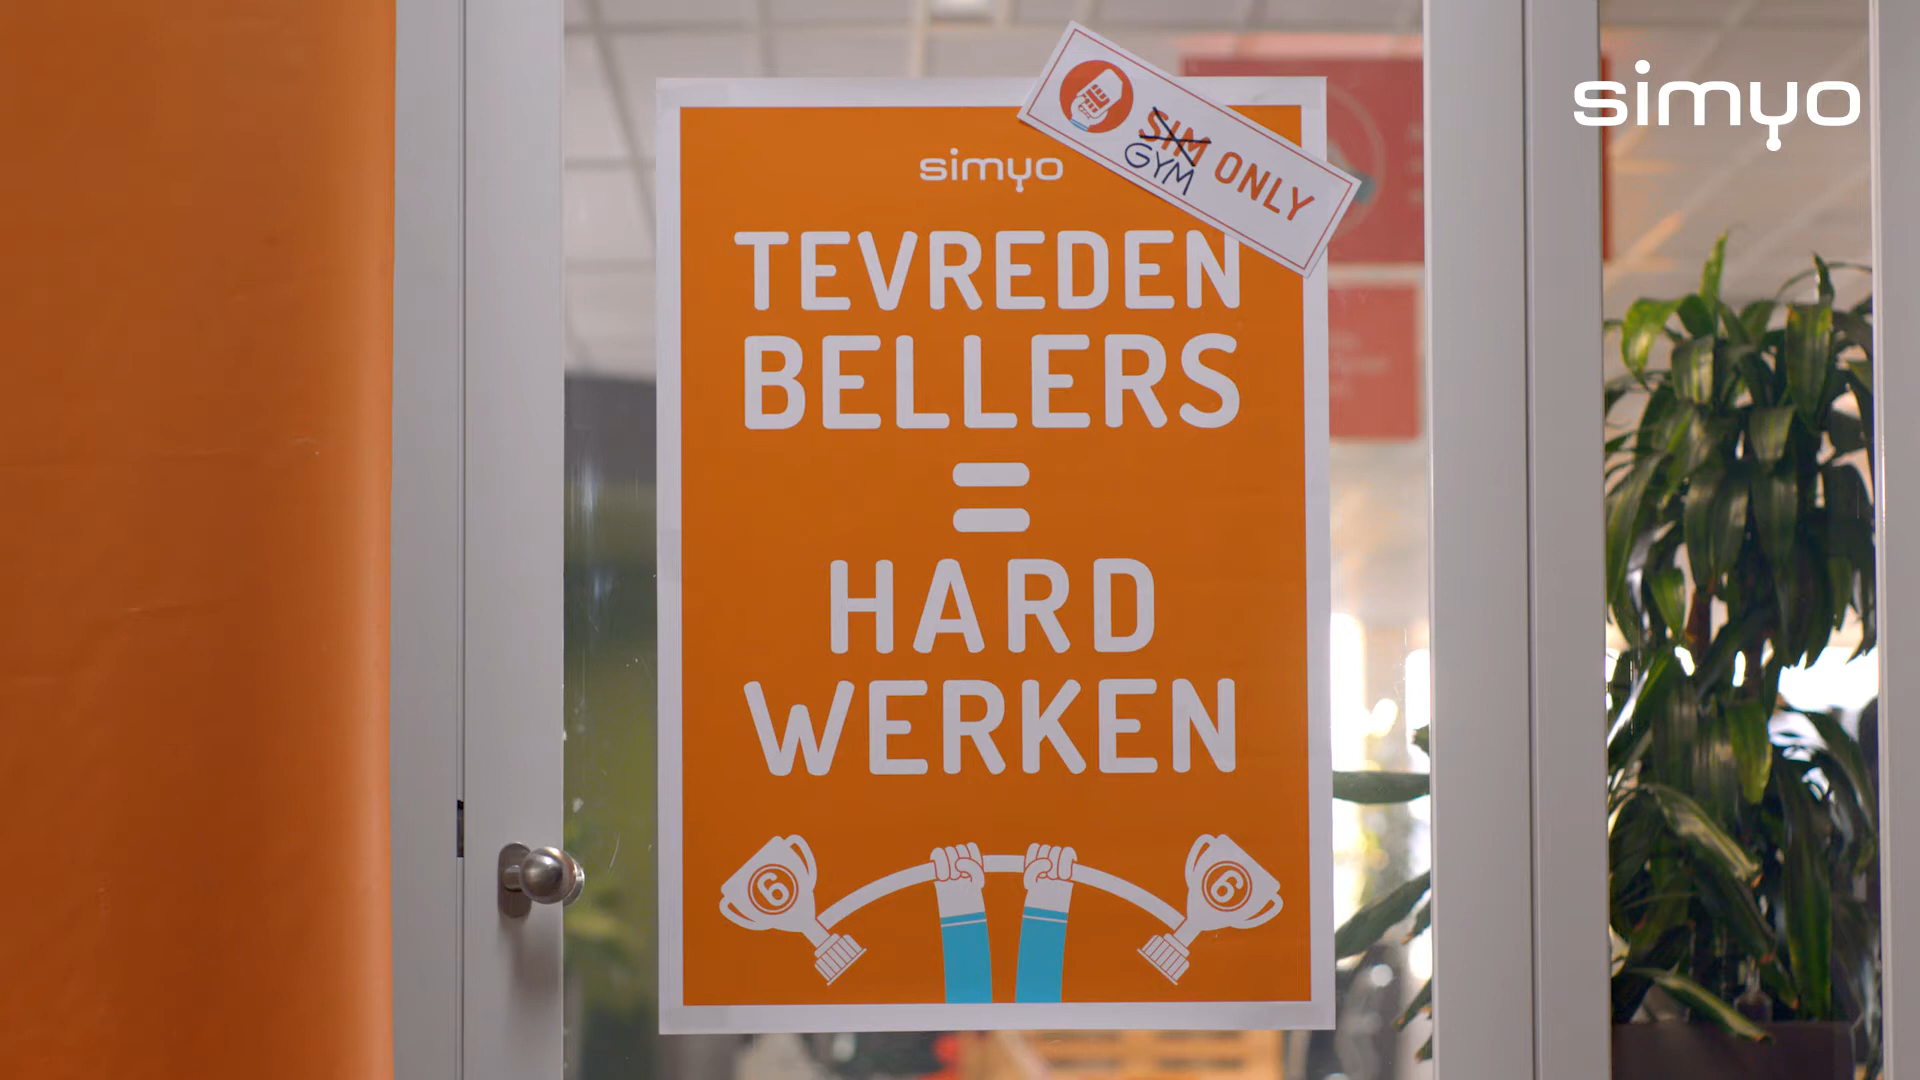 simyo
SIM ONLY
GYM
simyo
TEVREDEN
BELLERS
=
HARD
WERKEN
6
6